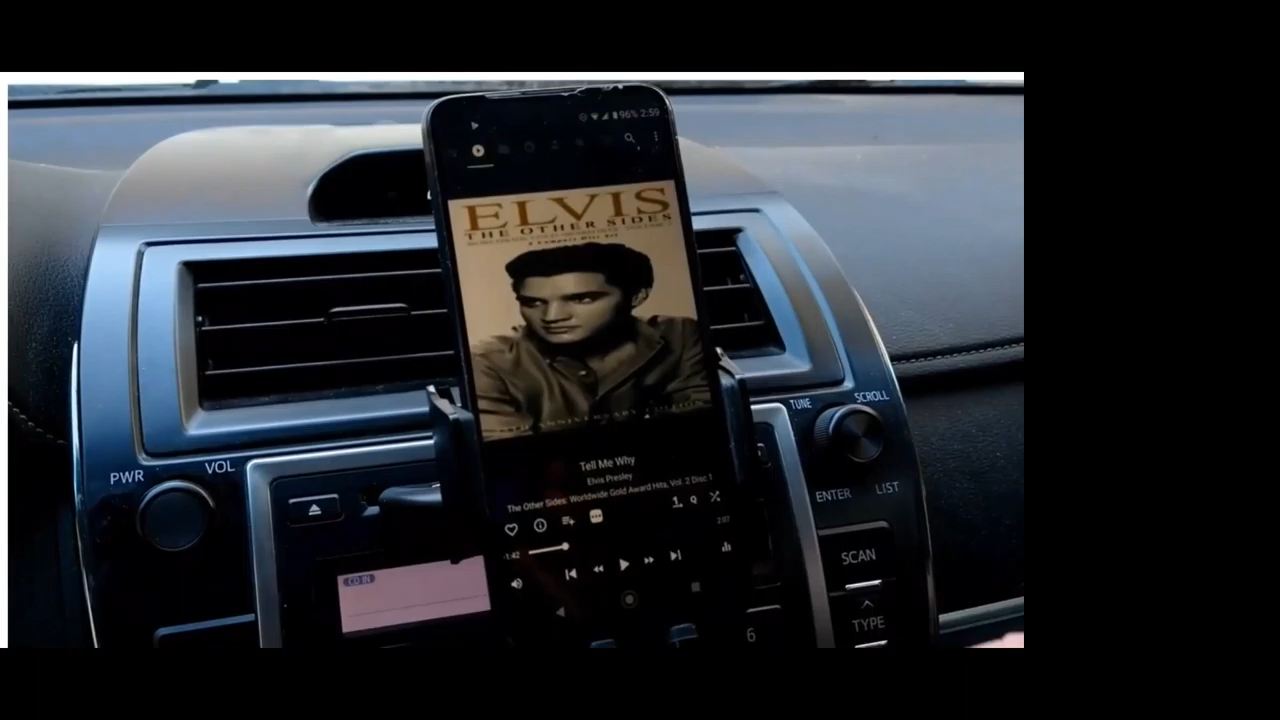 96% 2:59
ELVIS
THE OTHER SIDES
Tell Me Why
Elvis Presley
The Other Sides: Worldwide Gold Award Hits, Vol. 2 Disc 1
-1:42
2:07
PWR
VOL
CD IN
TUNE
SCROLL
ENTER
LIST
SCAN
TYPE
6